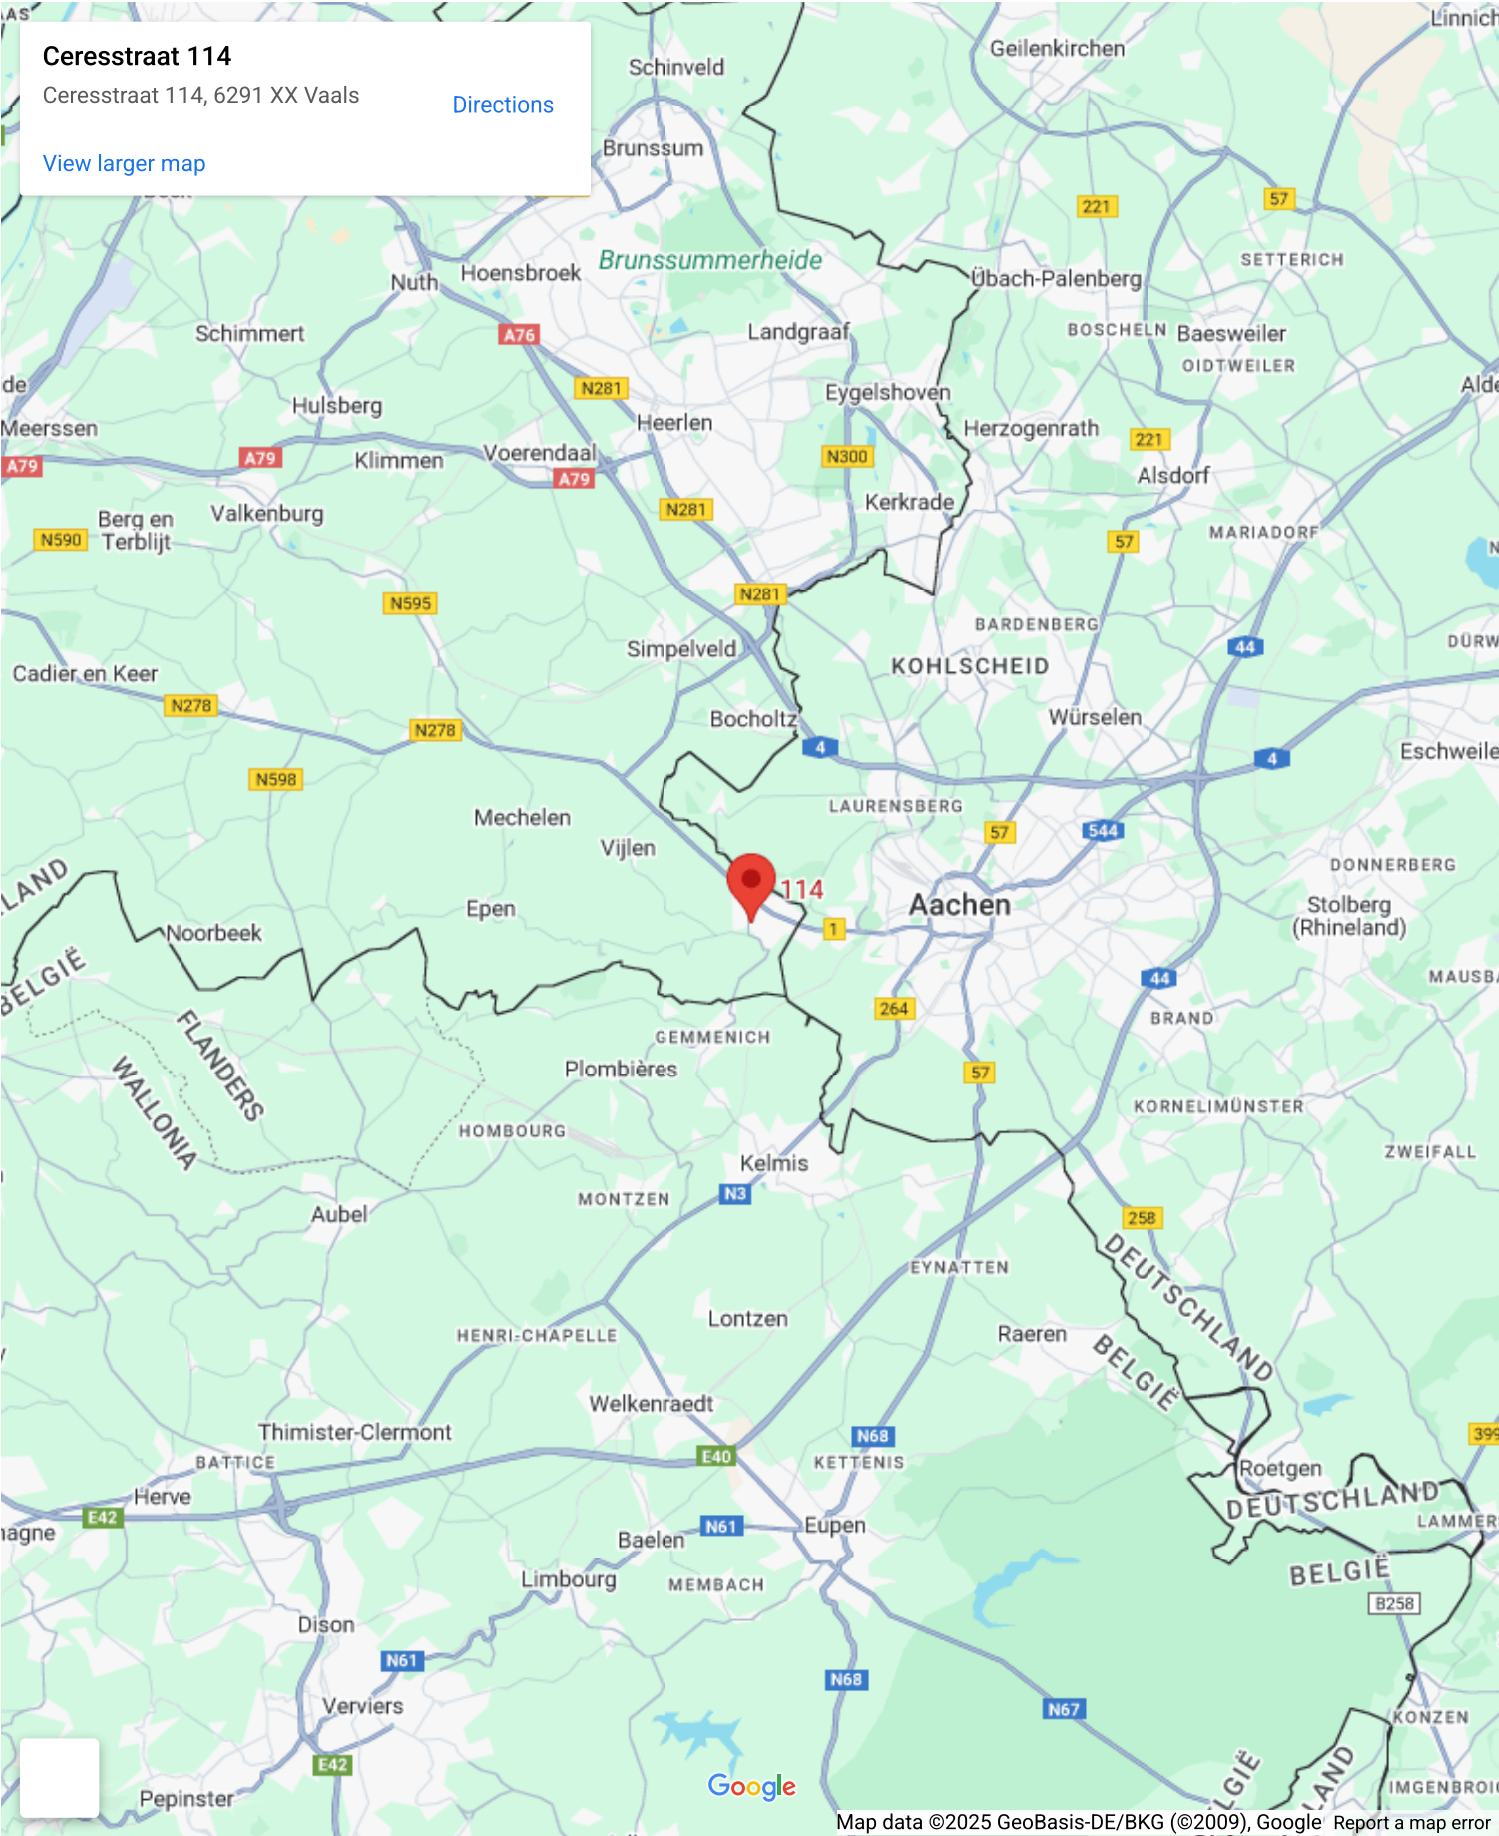 Ceresstraat 114
Ceresstraat 114, 6291 XX Vaals
Directions
View larger map
Linnich
Geilenkirchen
Schinveld
Brunssum
221
57
SETTERICH
Brunssummerheide
Hoensbroek
Nuth
Übach-Palenberg
Schimmert
A76
Landgraaf
BOSCHELN
Baesweiler
OIDTWEILER
de
N281
Eygelshoven
Hulsberg
Heerlen
Meerssen
Herzogenrath
221
A79
A79
Klimmen
Voerendaal
A79
N300
Alsdorf
Kerkrade
Valkenburg
N281
Berg en
Terblijt
N590
MARIADORF
57
N595
N281
BARDENBERG
Simpelveld
44
KOHLSCHEID
Cadier en Keer
N278
N278
Bocholtz
Würselen
4
4
Eschweile
N598
LAURENSBERG
Mechelen
57
544
Vijlen
DONNERBERG
LAND
114
Aachen
Epen
Stolberg
(Rhineland)
Noorbeek
1
BELGIË
44
264
BRAND
FLANDERS
GEMMENICH
WALLONIA
Plombières
57
KORNELIMÜNSTER
HOMBOURG
ZWEIFALL
Kelmis
N3
MONTZEN
Aubel
258
EYNATTEN
DEUTSCHLAND
Lontzen
HENRI-CHAPELLE
Raeren
BELGIË
Welkenraedt
Thimister-Clermont
N68
399
E40
BATTICE
KETTENIS
Roetgen
Herve
DEUTSCHLAND
E42
N61
Eupen
LAMMER
Baelen
BELGIË
Limbourg
MEMBACH
B258
Dison
N61
N68
Verviers
N67
KONZEN
E42
LAND
IMGENBROI
Pepinster
Google
Map data ©2025 GeoBasis-DE/BKG (©2009), Google
Report a map error